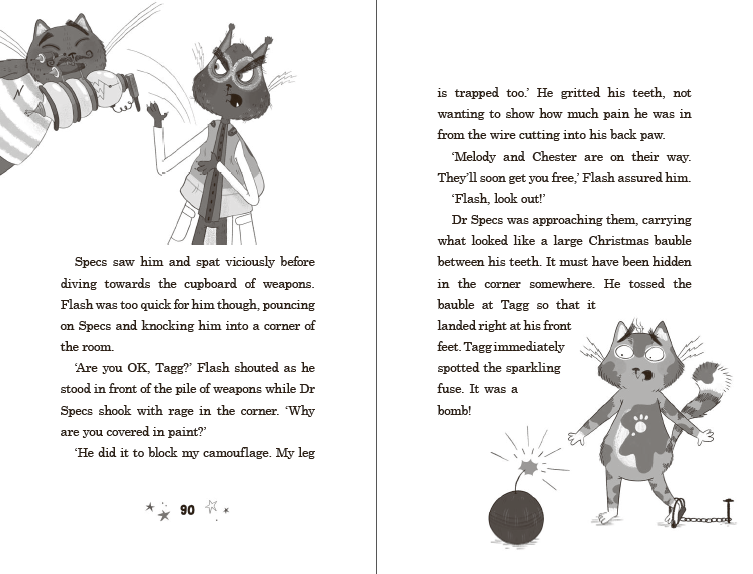 Specs saw him and spat viciously before
diving towards the cupboard of weapons.
Flash was too quick for him though, pouncing
on Specs and knocking him into a corner of
the room.
‘Are you OK, Tagg?’ Flash shouted as he
stood in front of the pile of weapons while Dr
Specs shook with rage in the corner. ‘Why
are you covered in paint?’
‘He did it to block my camouflage. My leg
90
is trapped too.’ He gritted his teeth, not
wanting to show how much pain he was in
from the wire cutting into his back paw.
‘Melody and Chester are on their way.
They’ll soon get you free,’ Flash assured him.
‘Flash, look out!’
Dr Specs was approaching them, carrying
what looked like a large Christmas bauble
between his teeth. It must have been hidden
in the corner somewhere. He tossed the
bauble at Tagg so that it
landed right at his front
feet. Tagg immediately
spotted the sparkling
fuse. It was a
bomb!